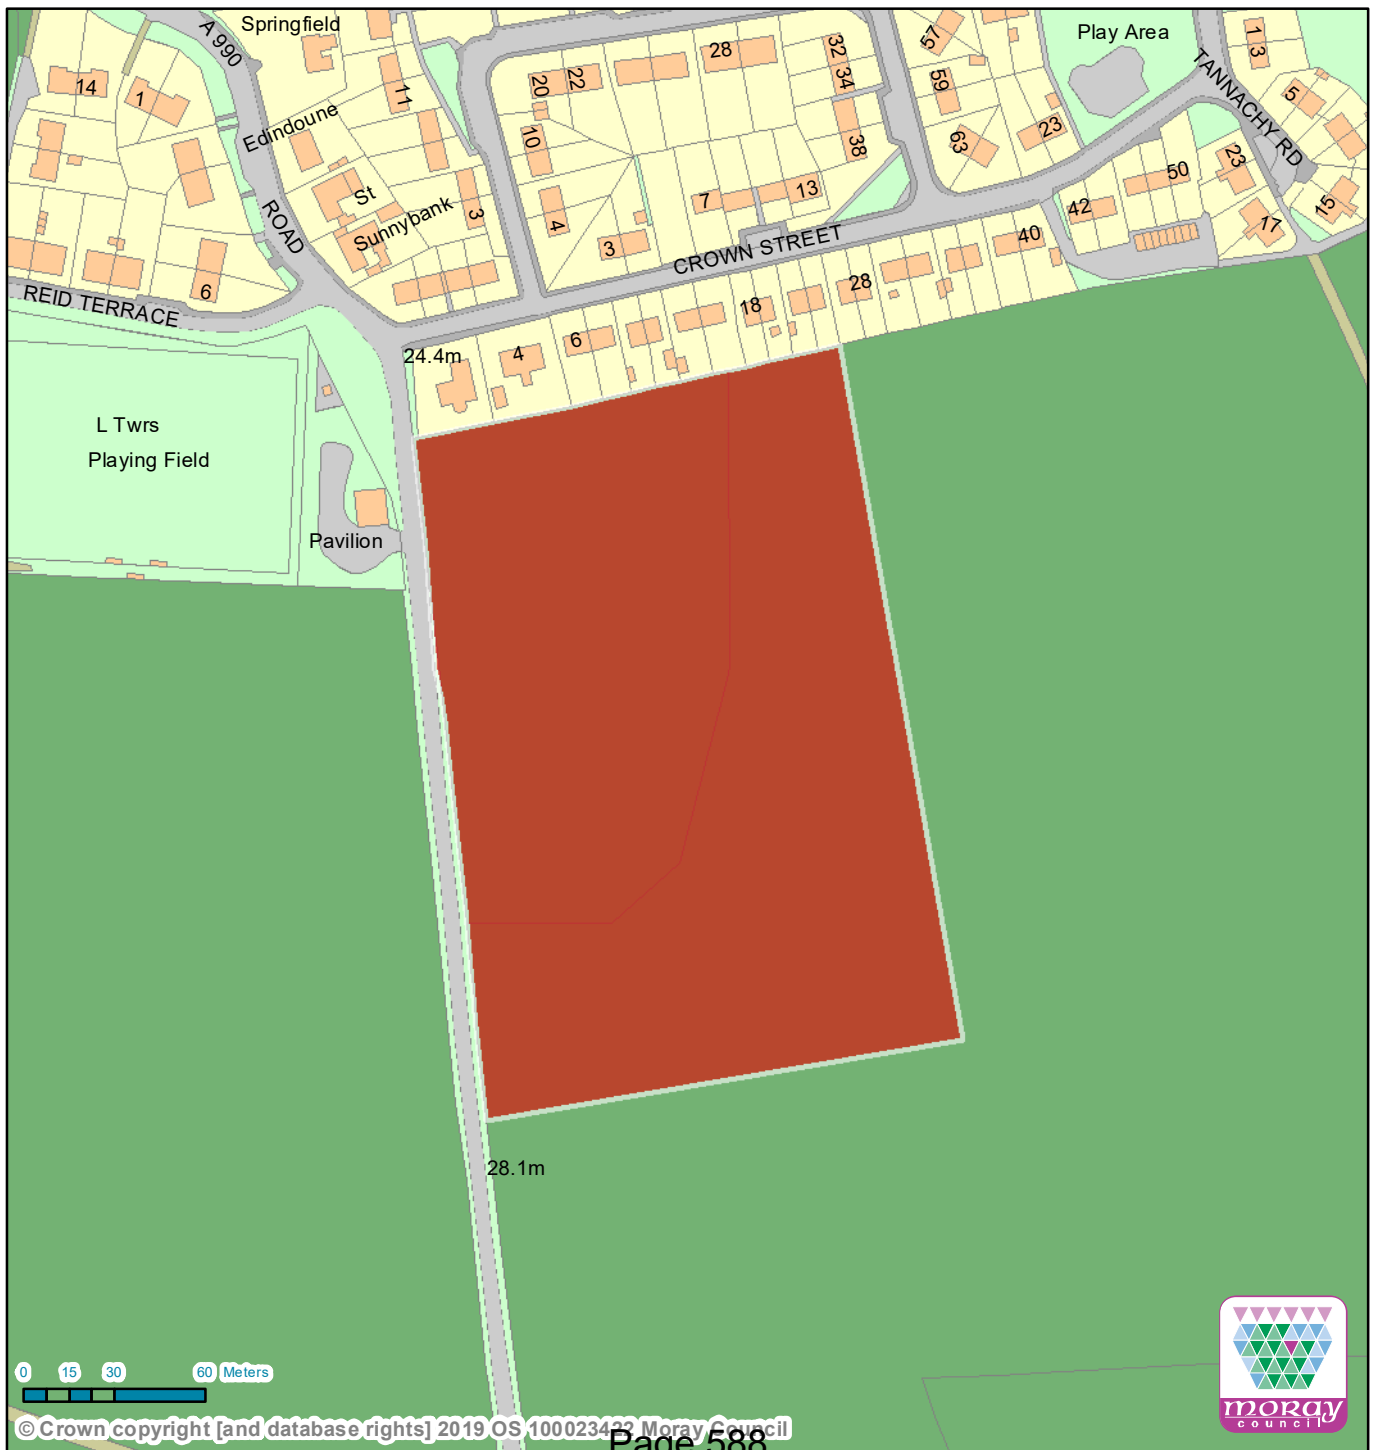 Springfield
A 990
Play Area
14
1
11
Edindoune
St
Sunnybank
3
ROAD
6
REID TERRACE
20
22
10
4
3
28
32
34
38
7
13
CROWN STREET
57
59
63
23
TANNACHY RD
13
5
50
23
42
17
15
40
28
18
6
4
24.4m
L Twrs
Playing Field
Pavilion
28.1m
0 15 30 60 Meters
© Crown copyright [and database rights] 2019 OS 100023422 Moray Council
Page 588
moray
council